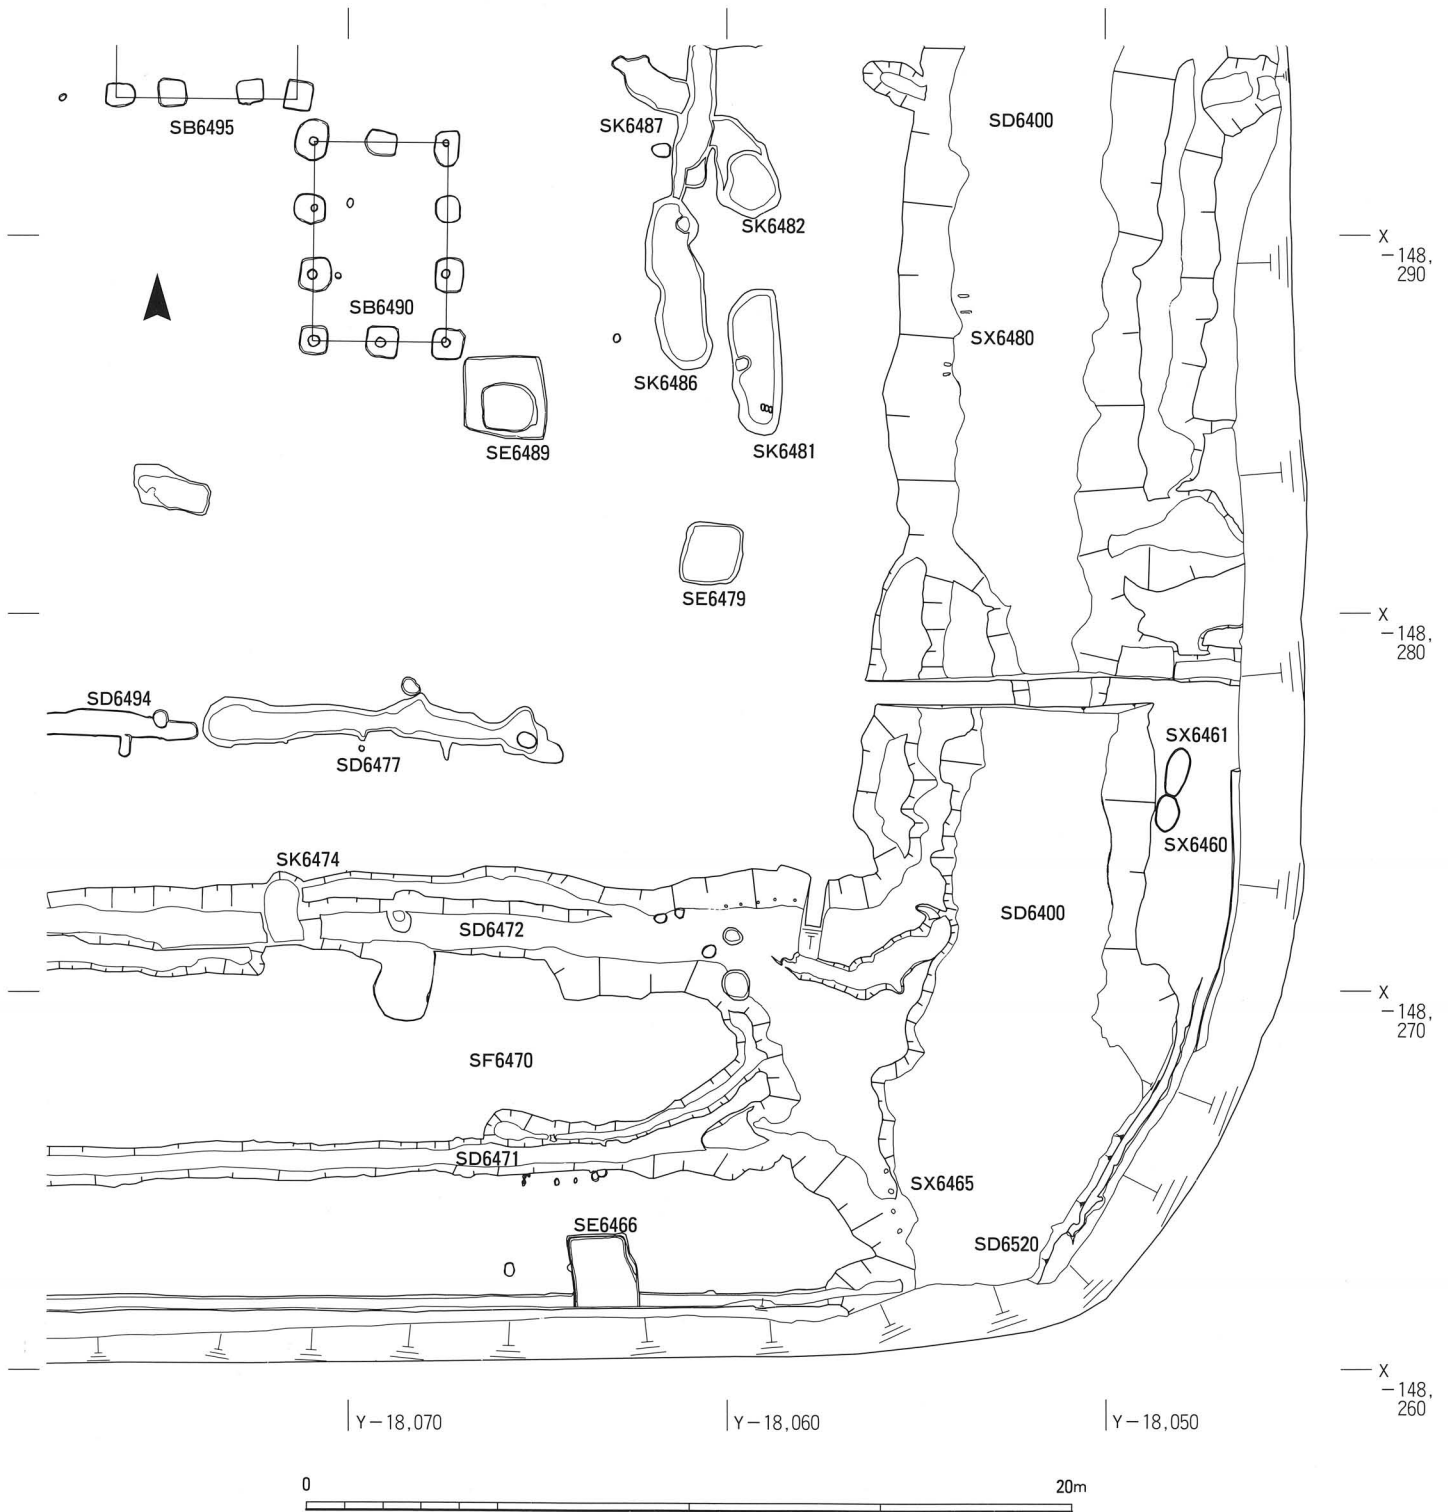 SB6495
SK6487
SD6400
SK6482
X
−148,
290
SB6490
SX6480
SK6486
SE6489
SK6481
SE6479
X
−148,
280
SD6494
SD6477
SX6461
SX6460
SK6474
SD6472
SD6400
X
−148,
270
SF6470
SD6471
SX6465
SE6466
SD6520
X
−148,
260
Y−18,070
Y−18,060
Y−18,050
0
20m